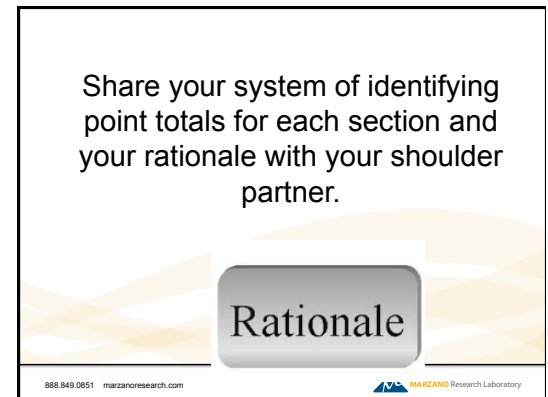 Share your system of identifying
point totals for each section and
your rationale with your shoulder
partner.
Rationale
888.849.0851 marzanoresearch.com
MARZANO Research Laboratory